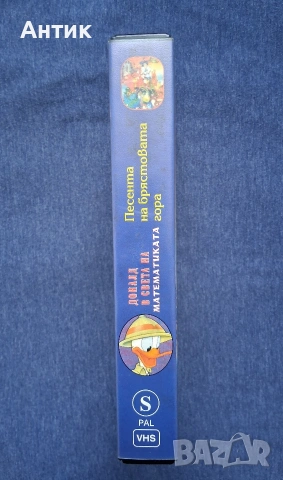 Антик
Песента
на брястовата
гора
ДОНАЛД
В СВЕТА НА
МАТЕМАТИКАТА
S
PAL
VHS
BAZAR